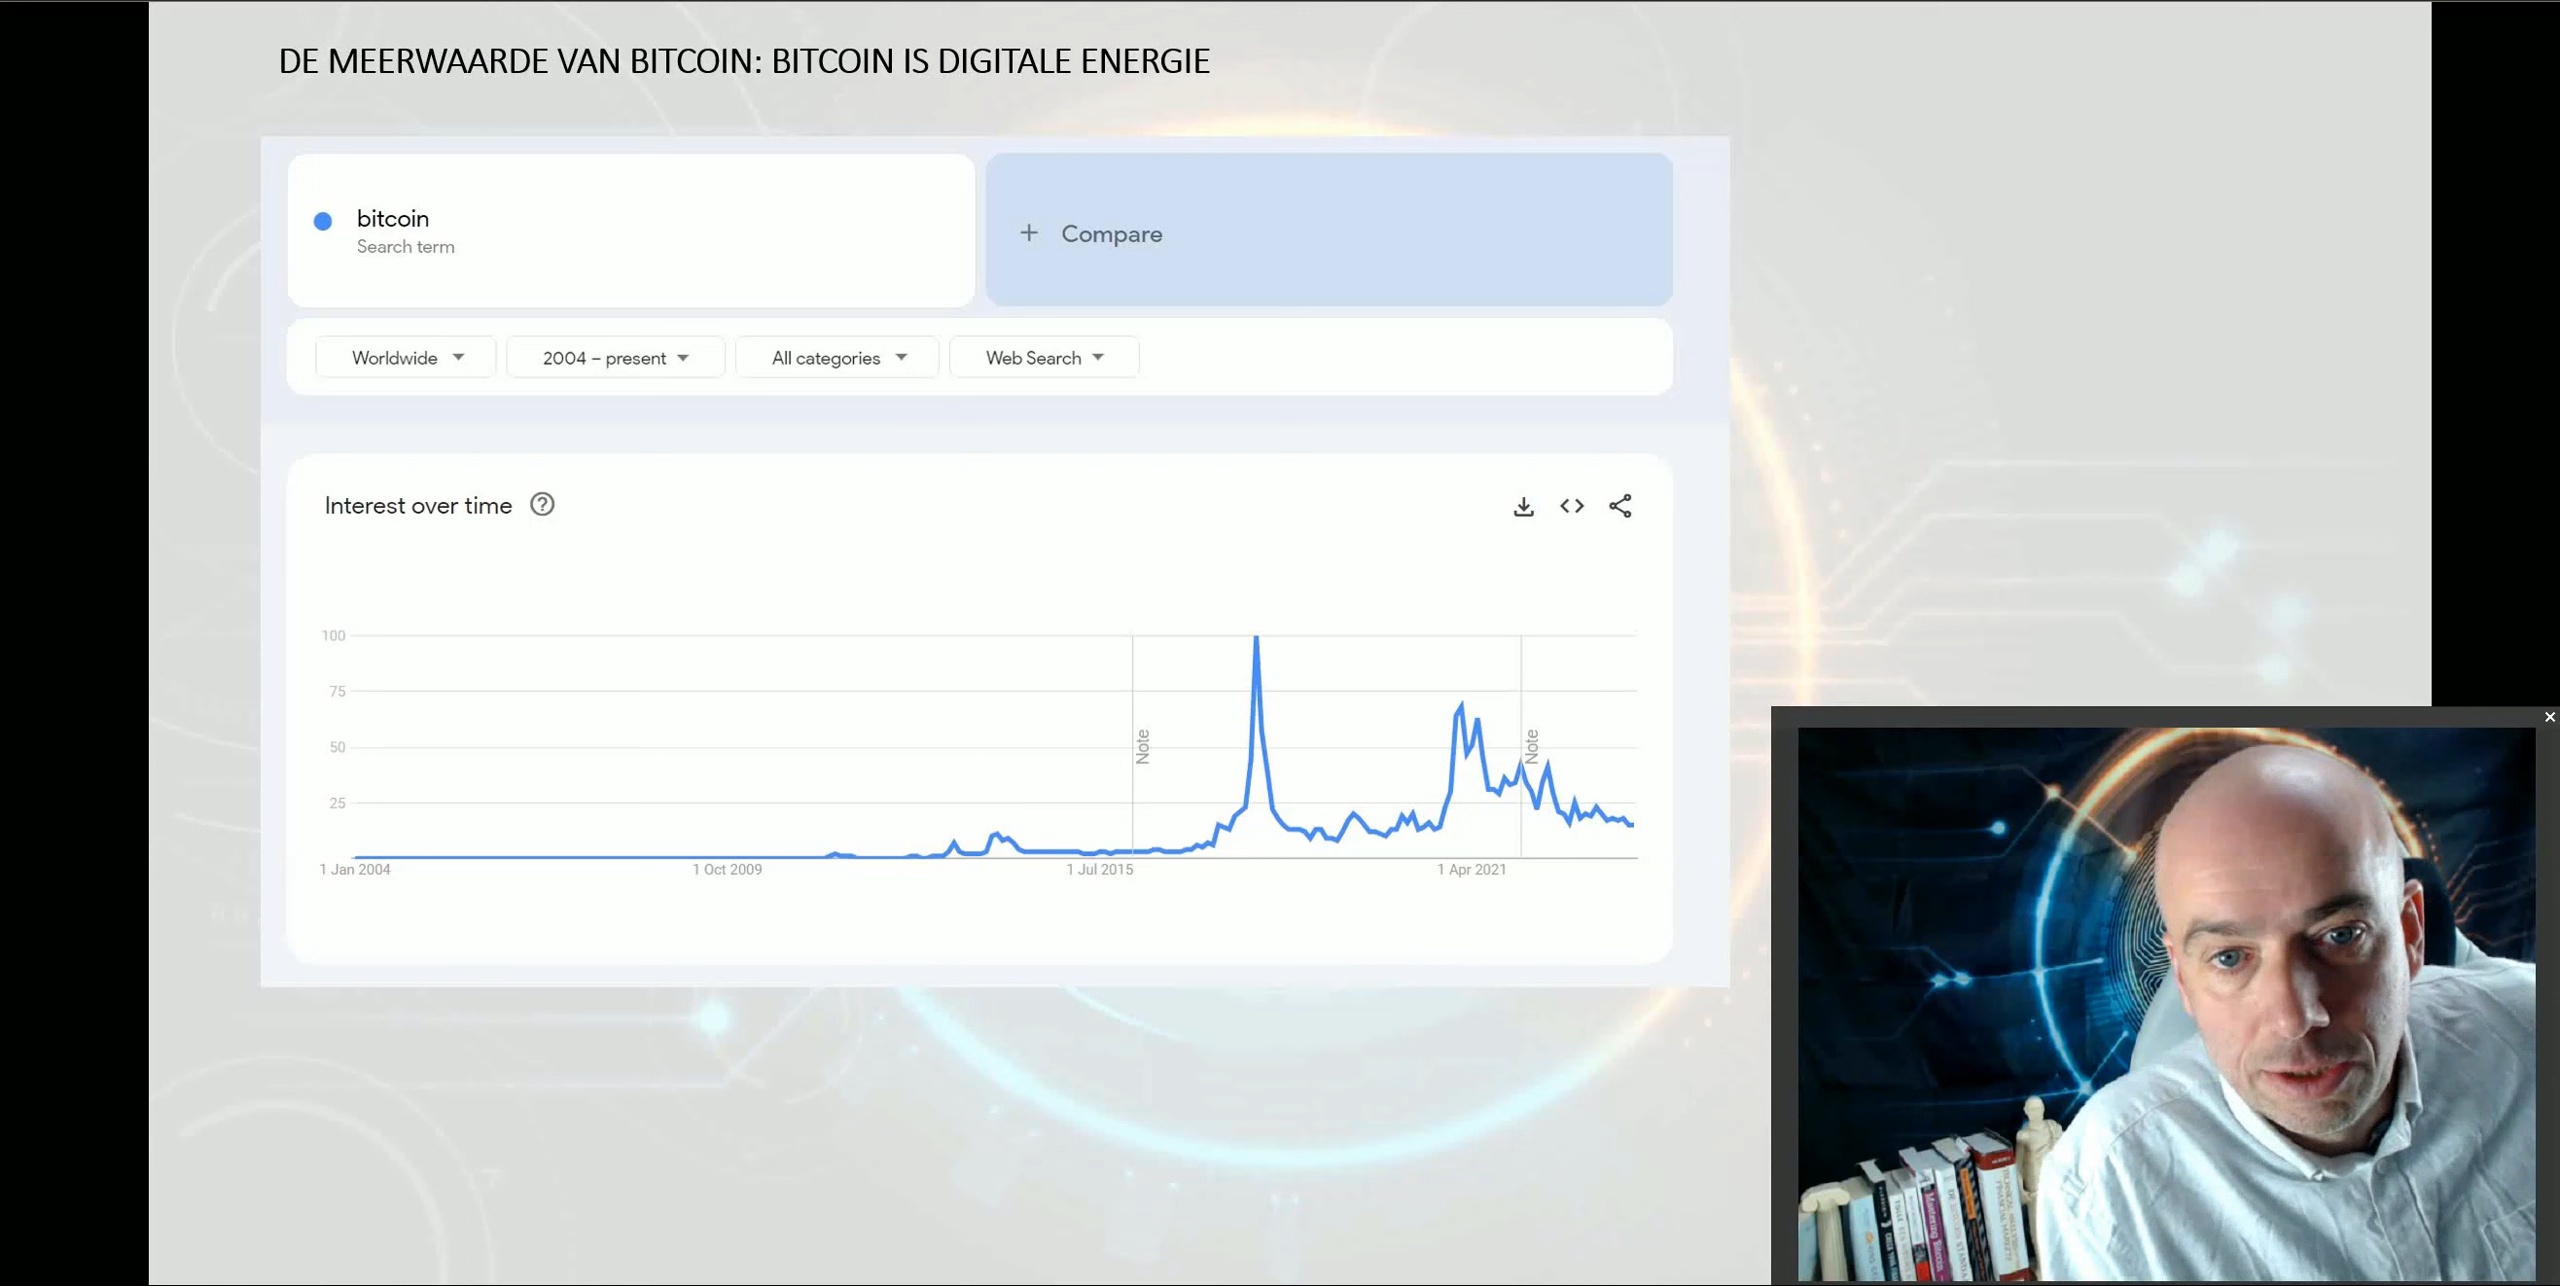 DE MEERWAARDE VAN BITCOIN: BITCOIN IS DIGITALE ENERGIE
bitcoin
Search term
+ Compare
Worldwide
2004 – present
All categories
Web Search
Interest over time
100
75
50
25
Note
Note
1 Jan 2004
1 Oct 2009
1 Jul 2015
1 Apr 2021
Mastering Bitcoin